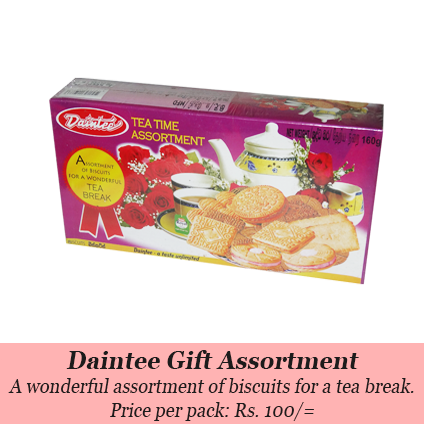 Daintee
TEA TIME
ASSORTMENT
ASSORTMENT
OF BISCUITS
FOR A WONDERFUL
TEA
BREAK
160g
Daintee - a taste unlimited
Daintee Gift Assortment
A wonderful assortment of biscuits for a tea break.
Price per pack: Rs. 100/=